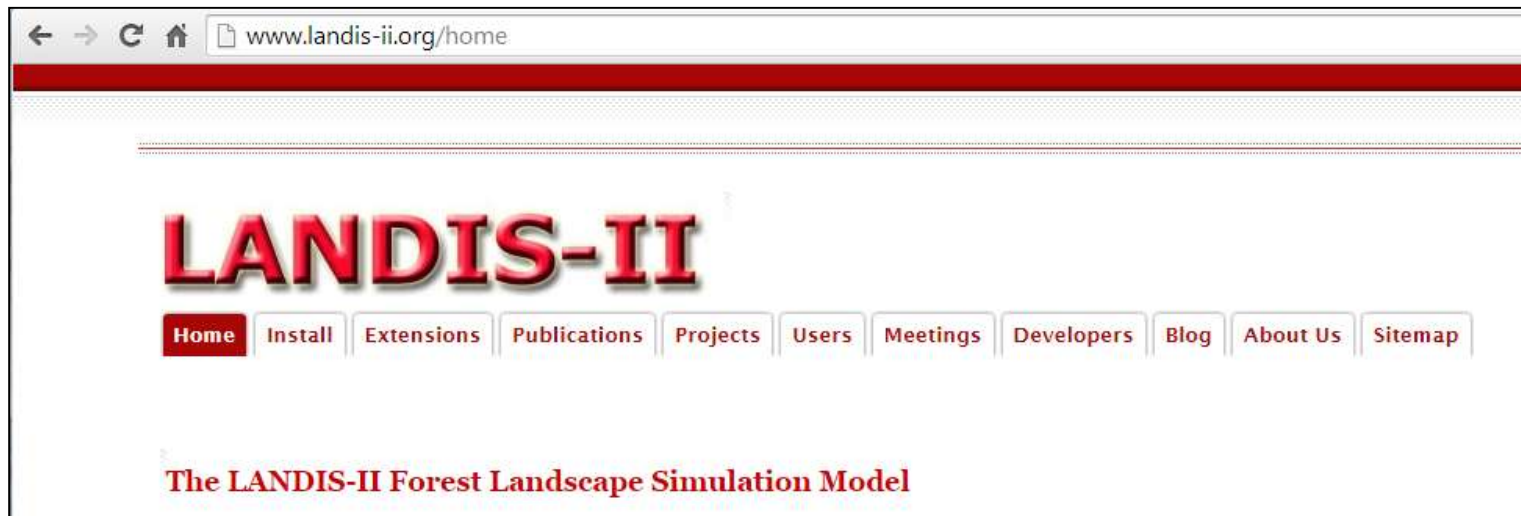 www.landis-ii.org/home
LANDIS-II
Home Install Extensions Publications Projects Users Meetings Developers Blog About Us Sitemap
The LANDIS-II Forest Landscape Simulation Model